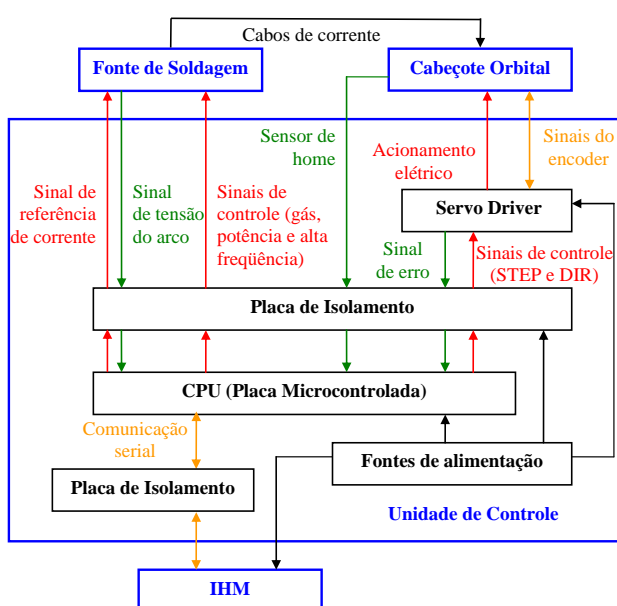 Cabos de corrente
Fonte de Soldagem
Cabeçote Orbital
Sensor de
home
Acionamento
elétrico
Sinais do
encoder
Sinal de
referência
de corrente
Sinal
de tensão
do arco
Sinais de
controle (gás,
potência e alta
freqüência)
Servo Driver
Sinal
de erro
Sinais de controle
(STEP e DIR)
Placa de Isolamento
CPU (Placa Microcontrolada)
Comunicação
serial
Fontes de alimentação
Placa de Isolamento
Unidade de Controle
IHM